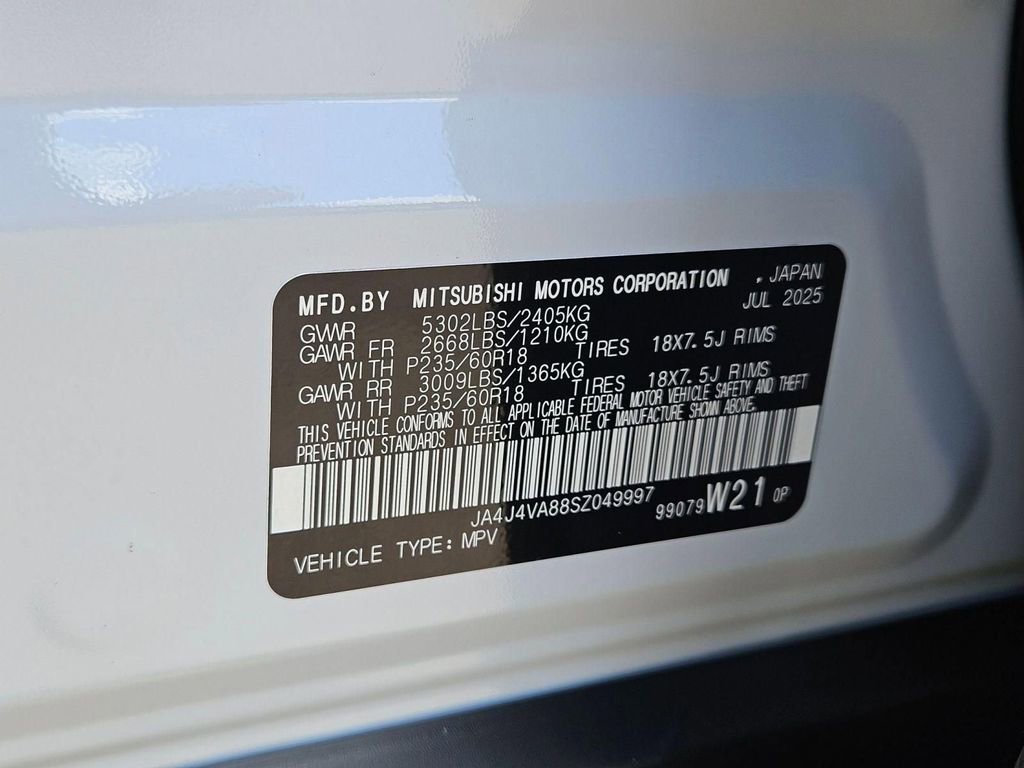 MFD.BY MITSUBISHI MOTORS CORPORATION , JAPAN
JUL 2025
GVWR 5302LBS/2405KG
GAWR FR 2668LBS/1210KG
WITH P235/60R18 TIRES 18X7.5J RIMS
GAWR RR 3009LBS/1365KG
WITH P235/60R18 TIRES 18X7.5J RIMS
THIS VEHICLE CONFORMS TO ALL APPLICABLE FEDERAL MOTOR VEHICLE SAFETY AND THEFT
PREVENTION STANDARDS IN EFFECT ON THE DATE OF MANUFACTURE SHOWN ABOVE.
JA4J4VA88SZ049997 99079 W21 OP
VEHICLE TYPE: MPV